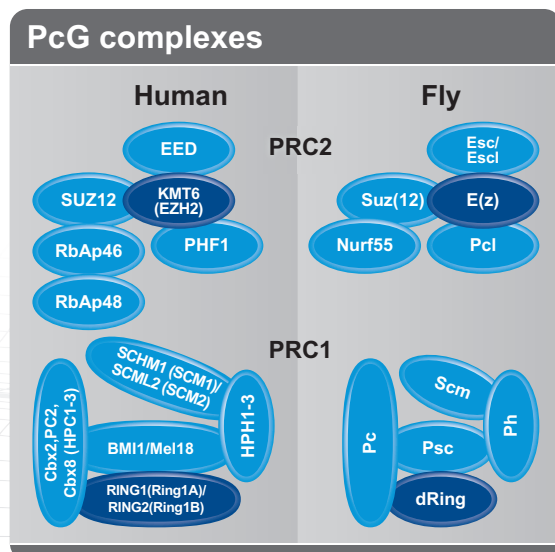 PcG complexes
Human
Fly
PRC2
EED
SUZ12
KMT6
(EZH2)
RbAp46
PHF1
RbAp48
Esc/
Escl
Suz(12)
E(z)
Nurf55
Pcl
PRC1
SCHM1 (SCM1)/
SCML2 (SCM2)
Cbx2,PC2,
Cbx8 (HPC1-3)
HPH1-3
BMI1/Mel18
RING1(Ring1A)/
RING2(Ring1B)
Scm
Pc
Ph
Psc
dRing